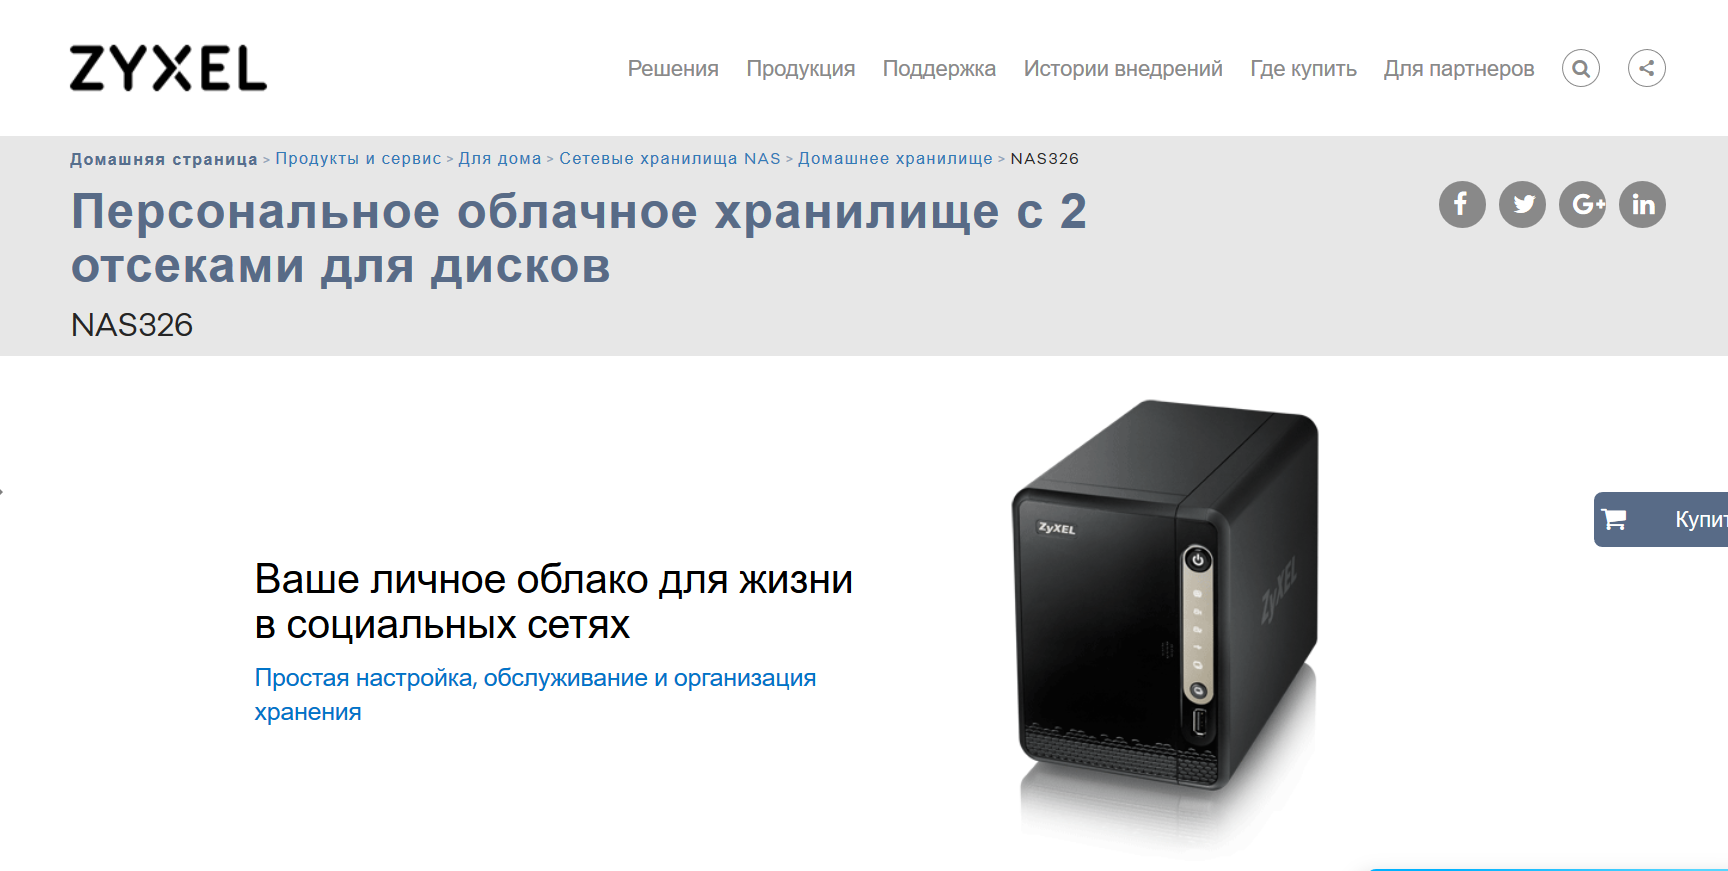 ZYXEL
Решения Продукция Поддержка Истории внедрений Где купить Для партнеров
Домашняя страница > Продукты и сервис > Для дома > Сетевые хранилища NAS > Домашнее хранилище > NAS326
Персональное облачное хранилище с 2
отсеками для дисков
NAS326
f G+ in
ZyXEL
Купит
ZyXEL
Ваше личное облако для жизни
в социальных сетях
Простая настройка, обслуживание и организация
хранения